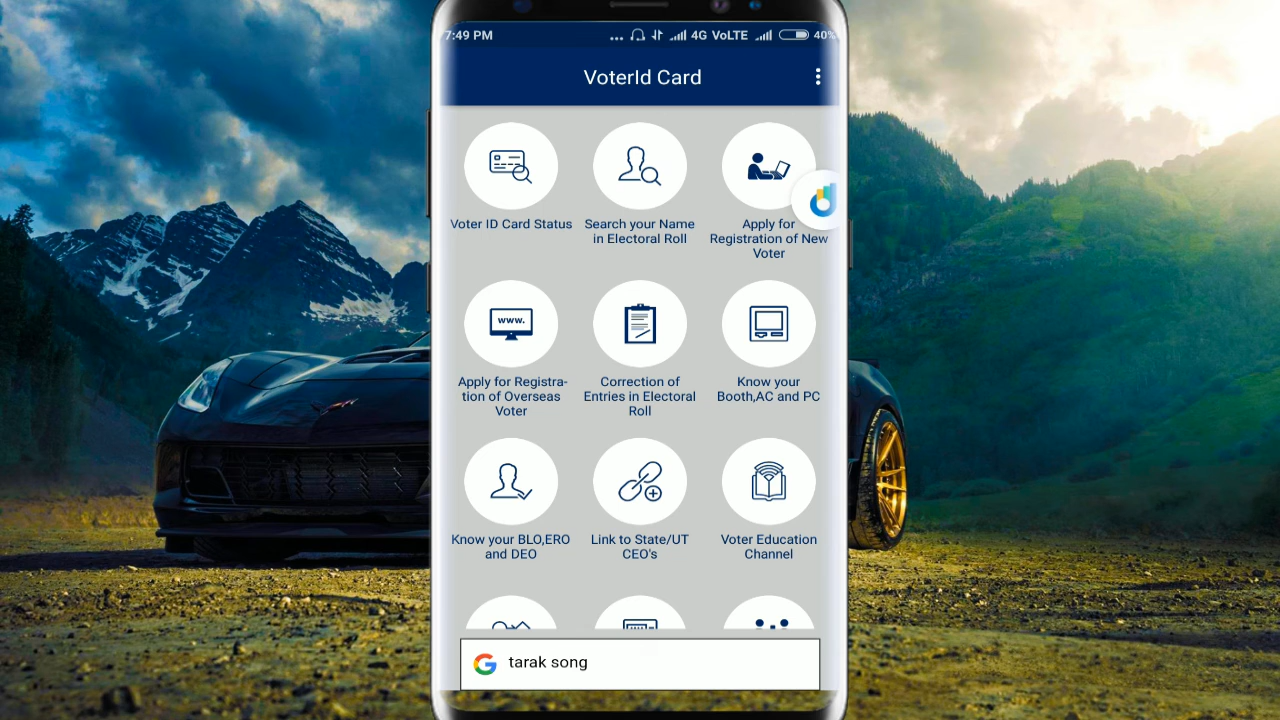 7:49 PM
... 4G VoLTE 40%
VoterId Card
Voter ID Card Status
Search your Name
in Electoral Roll
Apply for
Registration of New
Voter
www.
Apply for Registra-
tion of Overseas
Voter
Correction of
Entries in Electoral
Roll
Know your
Booth,AC and PC
Know your BLO,ERO
and DEO
Link to State/UT
CEO's
Voter Education
Channel
tarak song